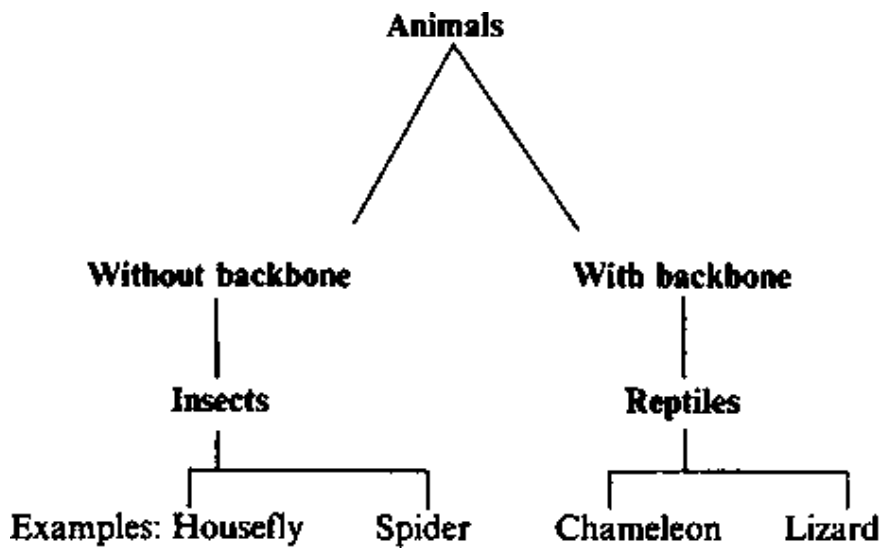 Animals
Without backbone With backbone
Insects Reptiles
Examples: Housefly Spider Chameleon Lizard